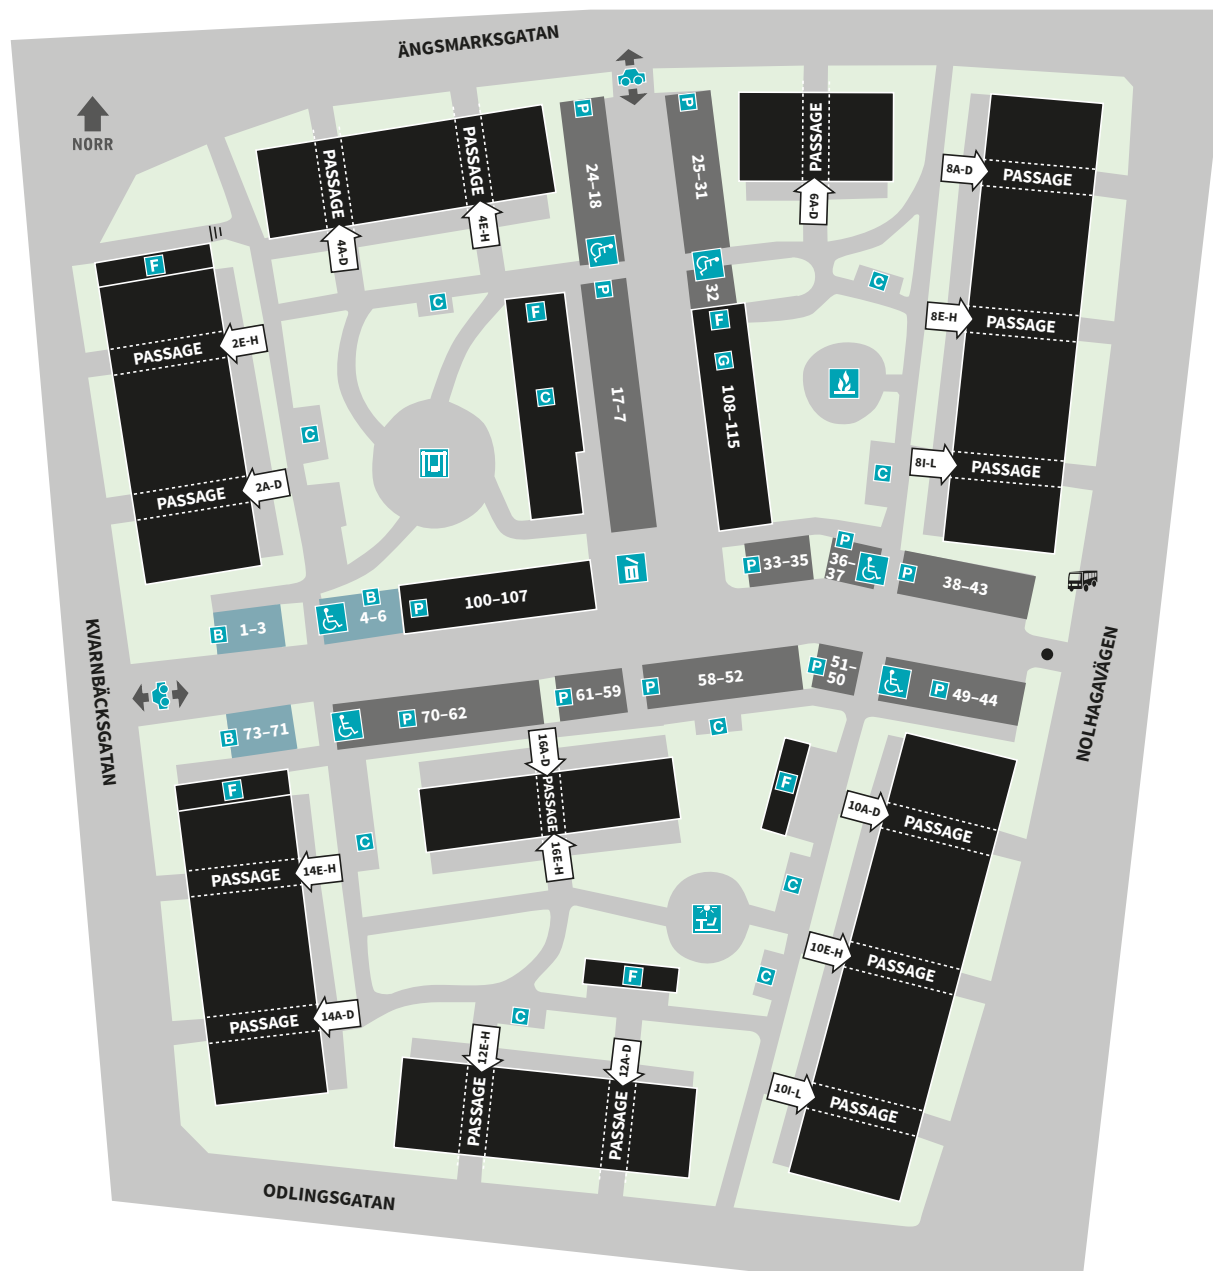 ÄNGSMARKSGATAN
NORR
P
P
24–18
25–31
PASSAGE
PASSAGE
PASSAGE
4A-D
4E-H
6A-D
8A-D
PASSAGE
F
P
32
C
C
F
F
8E-H
PASSAGE
2E-H
PASSAGE
G
17–7
108–115
C
C
8I-L
PASSAGE
C
2A-D
PASSAGE
P
33–35
P
36–
37
P
38–43
B
1–3
B
4–6
P
100–107
KVARNBÄCKSGATAN
NOLHAGAVÄGEN
B
73–71
P
70–62
P
61–59
P
58–52
P
51–
50
P
49–44
C
F
16A-D
PASSAGE
16E-H
F
10A-D
PASSAGE
C
14E-H
PASSAGE
C
10E-H
PASSAGE
F
C
C
14A-D
PASSAGE
12E-H
PASSAGE
12A-D
PASSAGE
10I-L
PASSAGE
ODLINGSGATAN